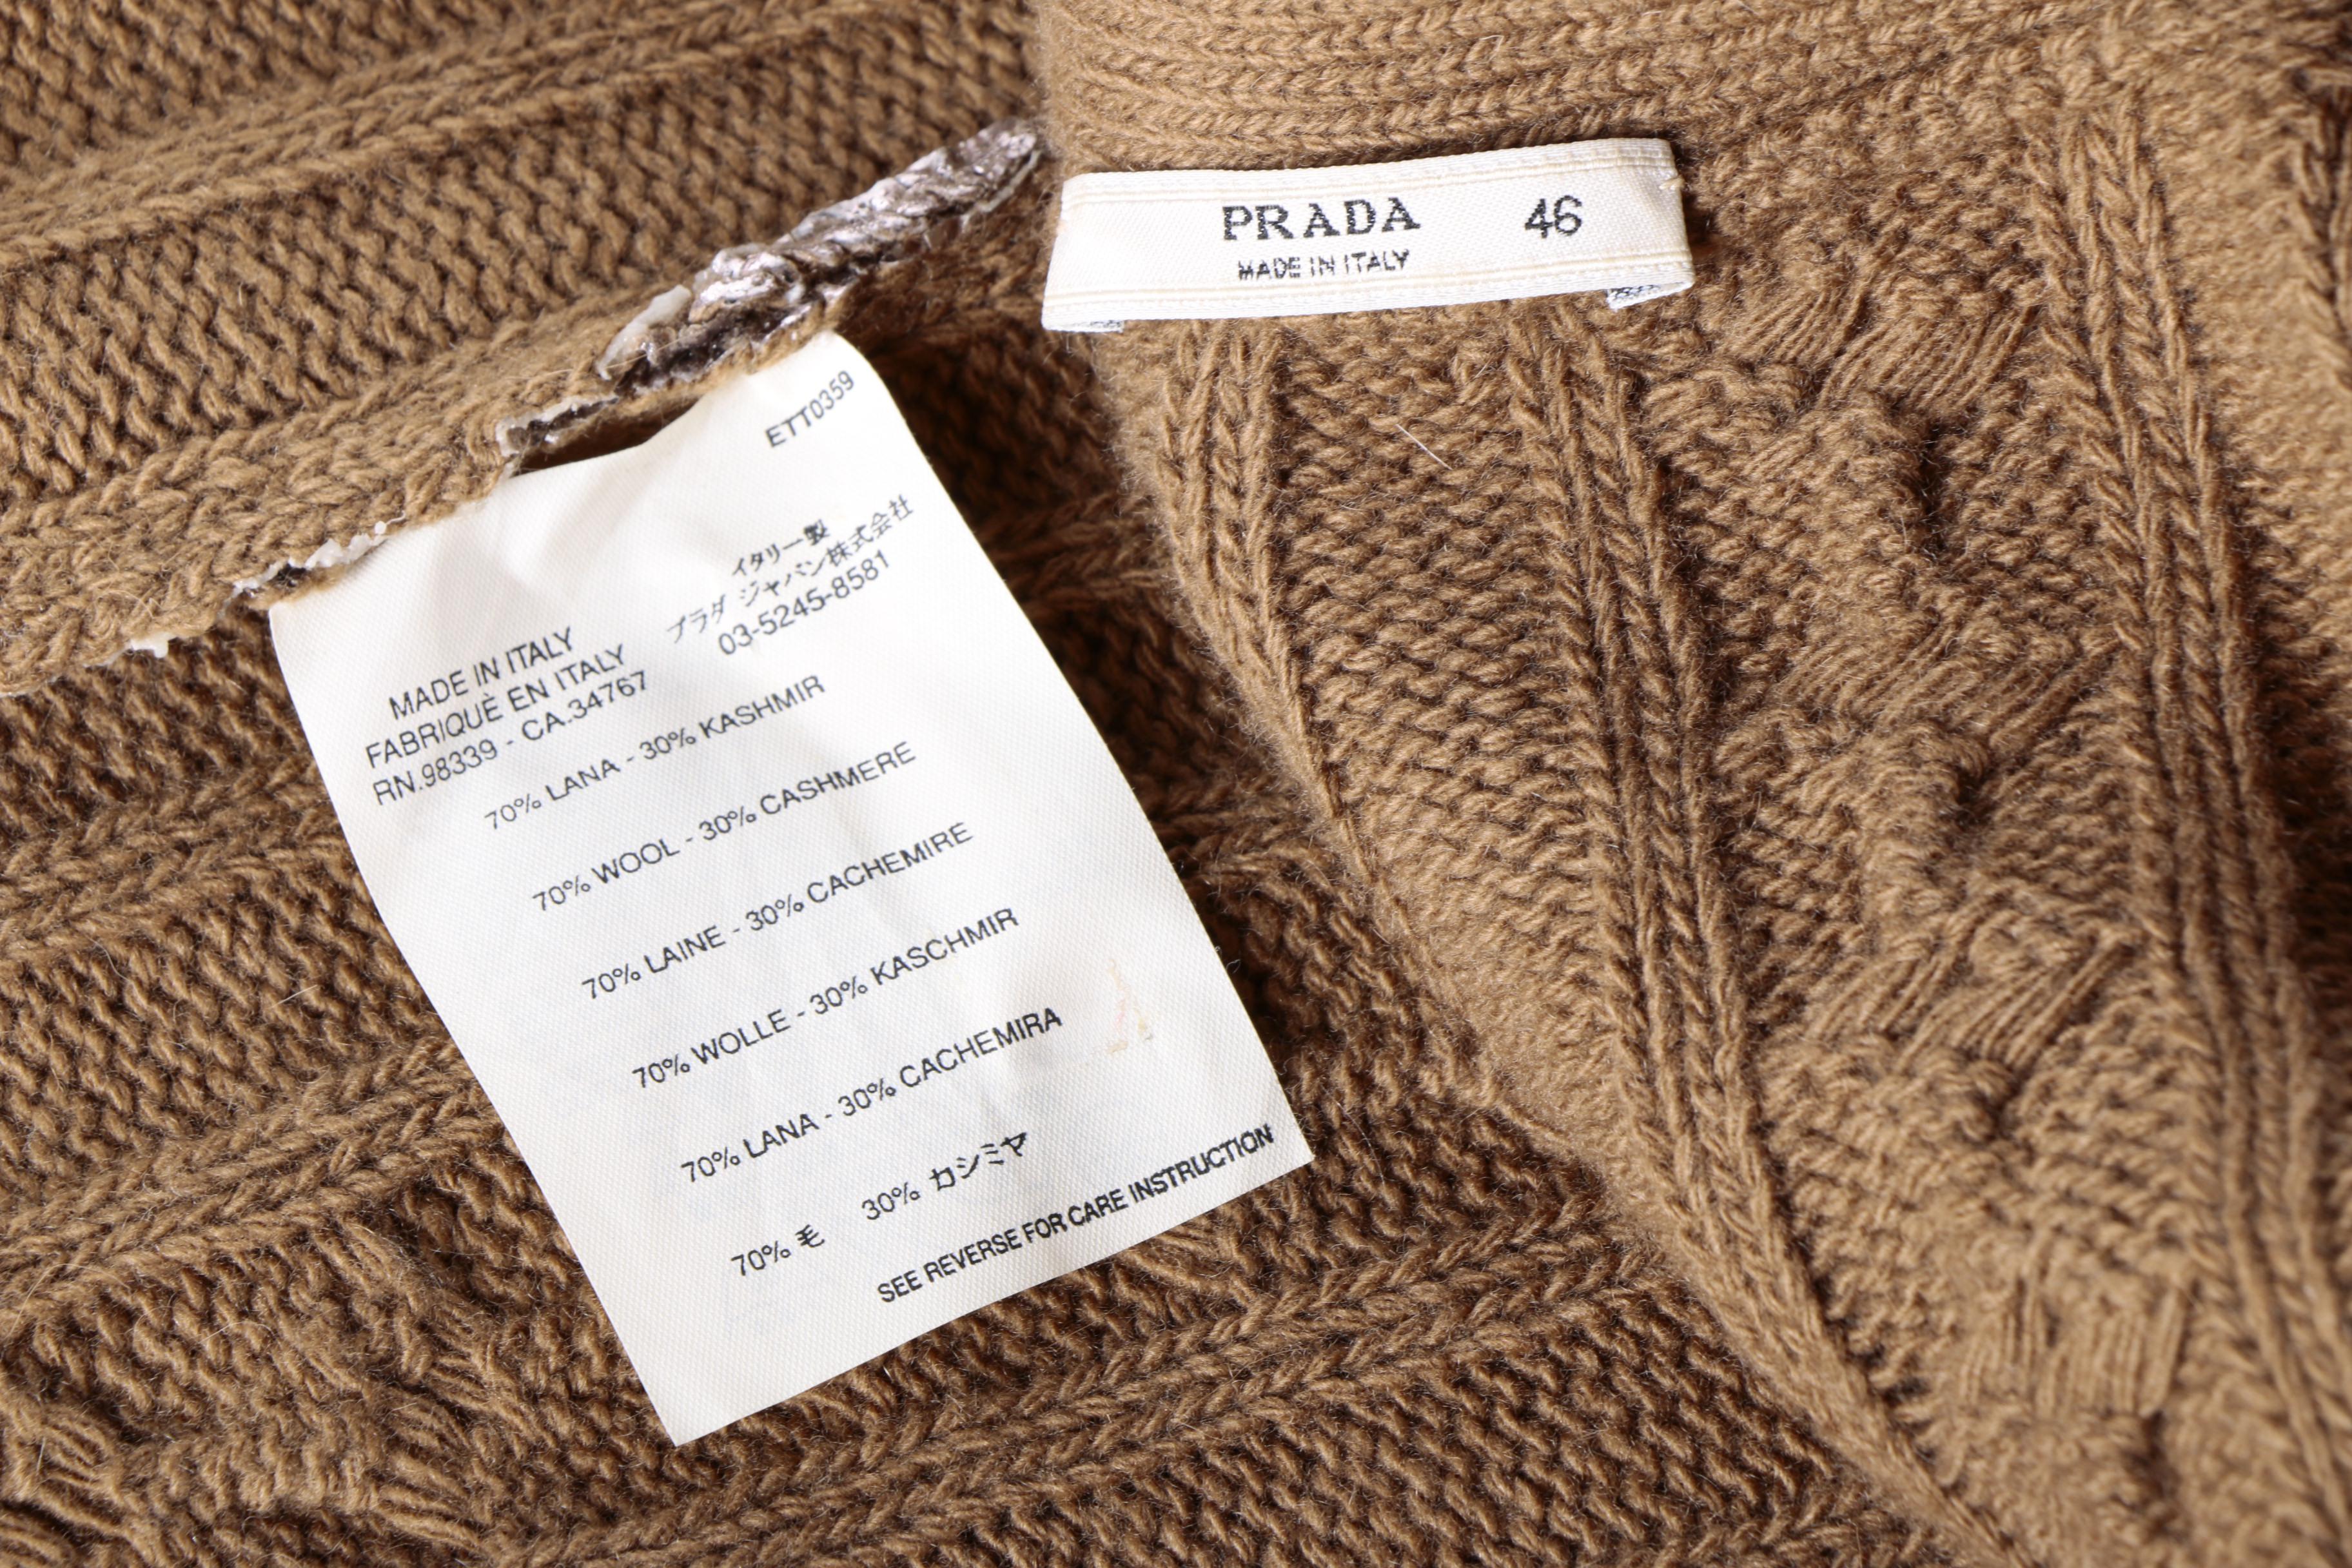 PRADA 46
MADE IN ITALY
ETT0359
イタリー製
プラダ ジャパン株式会社
03-5245-8581
MADE IN ITALY
FABRIQUÈ EN ITALY
RN.98339 - CA.34767
70% LANA - 30% KASHMIR
70% WOOL - 30% CASHMERE
70% LAINE - 30% CACHEMIRE
70% WOLLE - 30% KASCHMIR
70% LANA - 30% CACHEMIRA
70% 毛 30% カシミヤ
SEE REVERSE FOR CARE INSTRUCTION